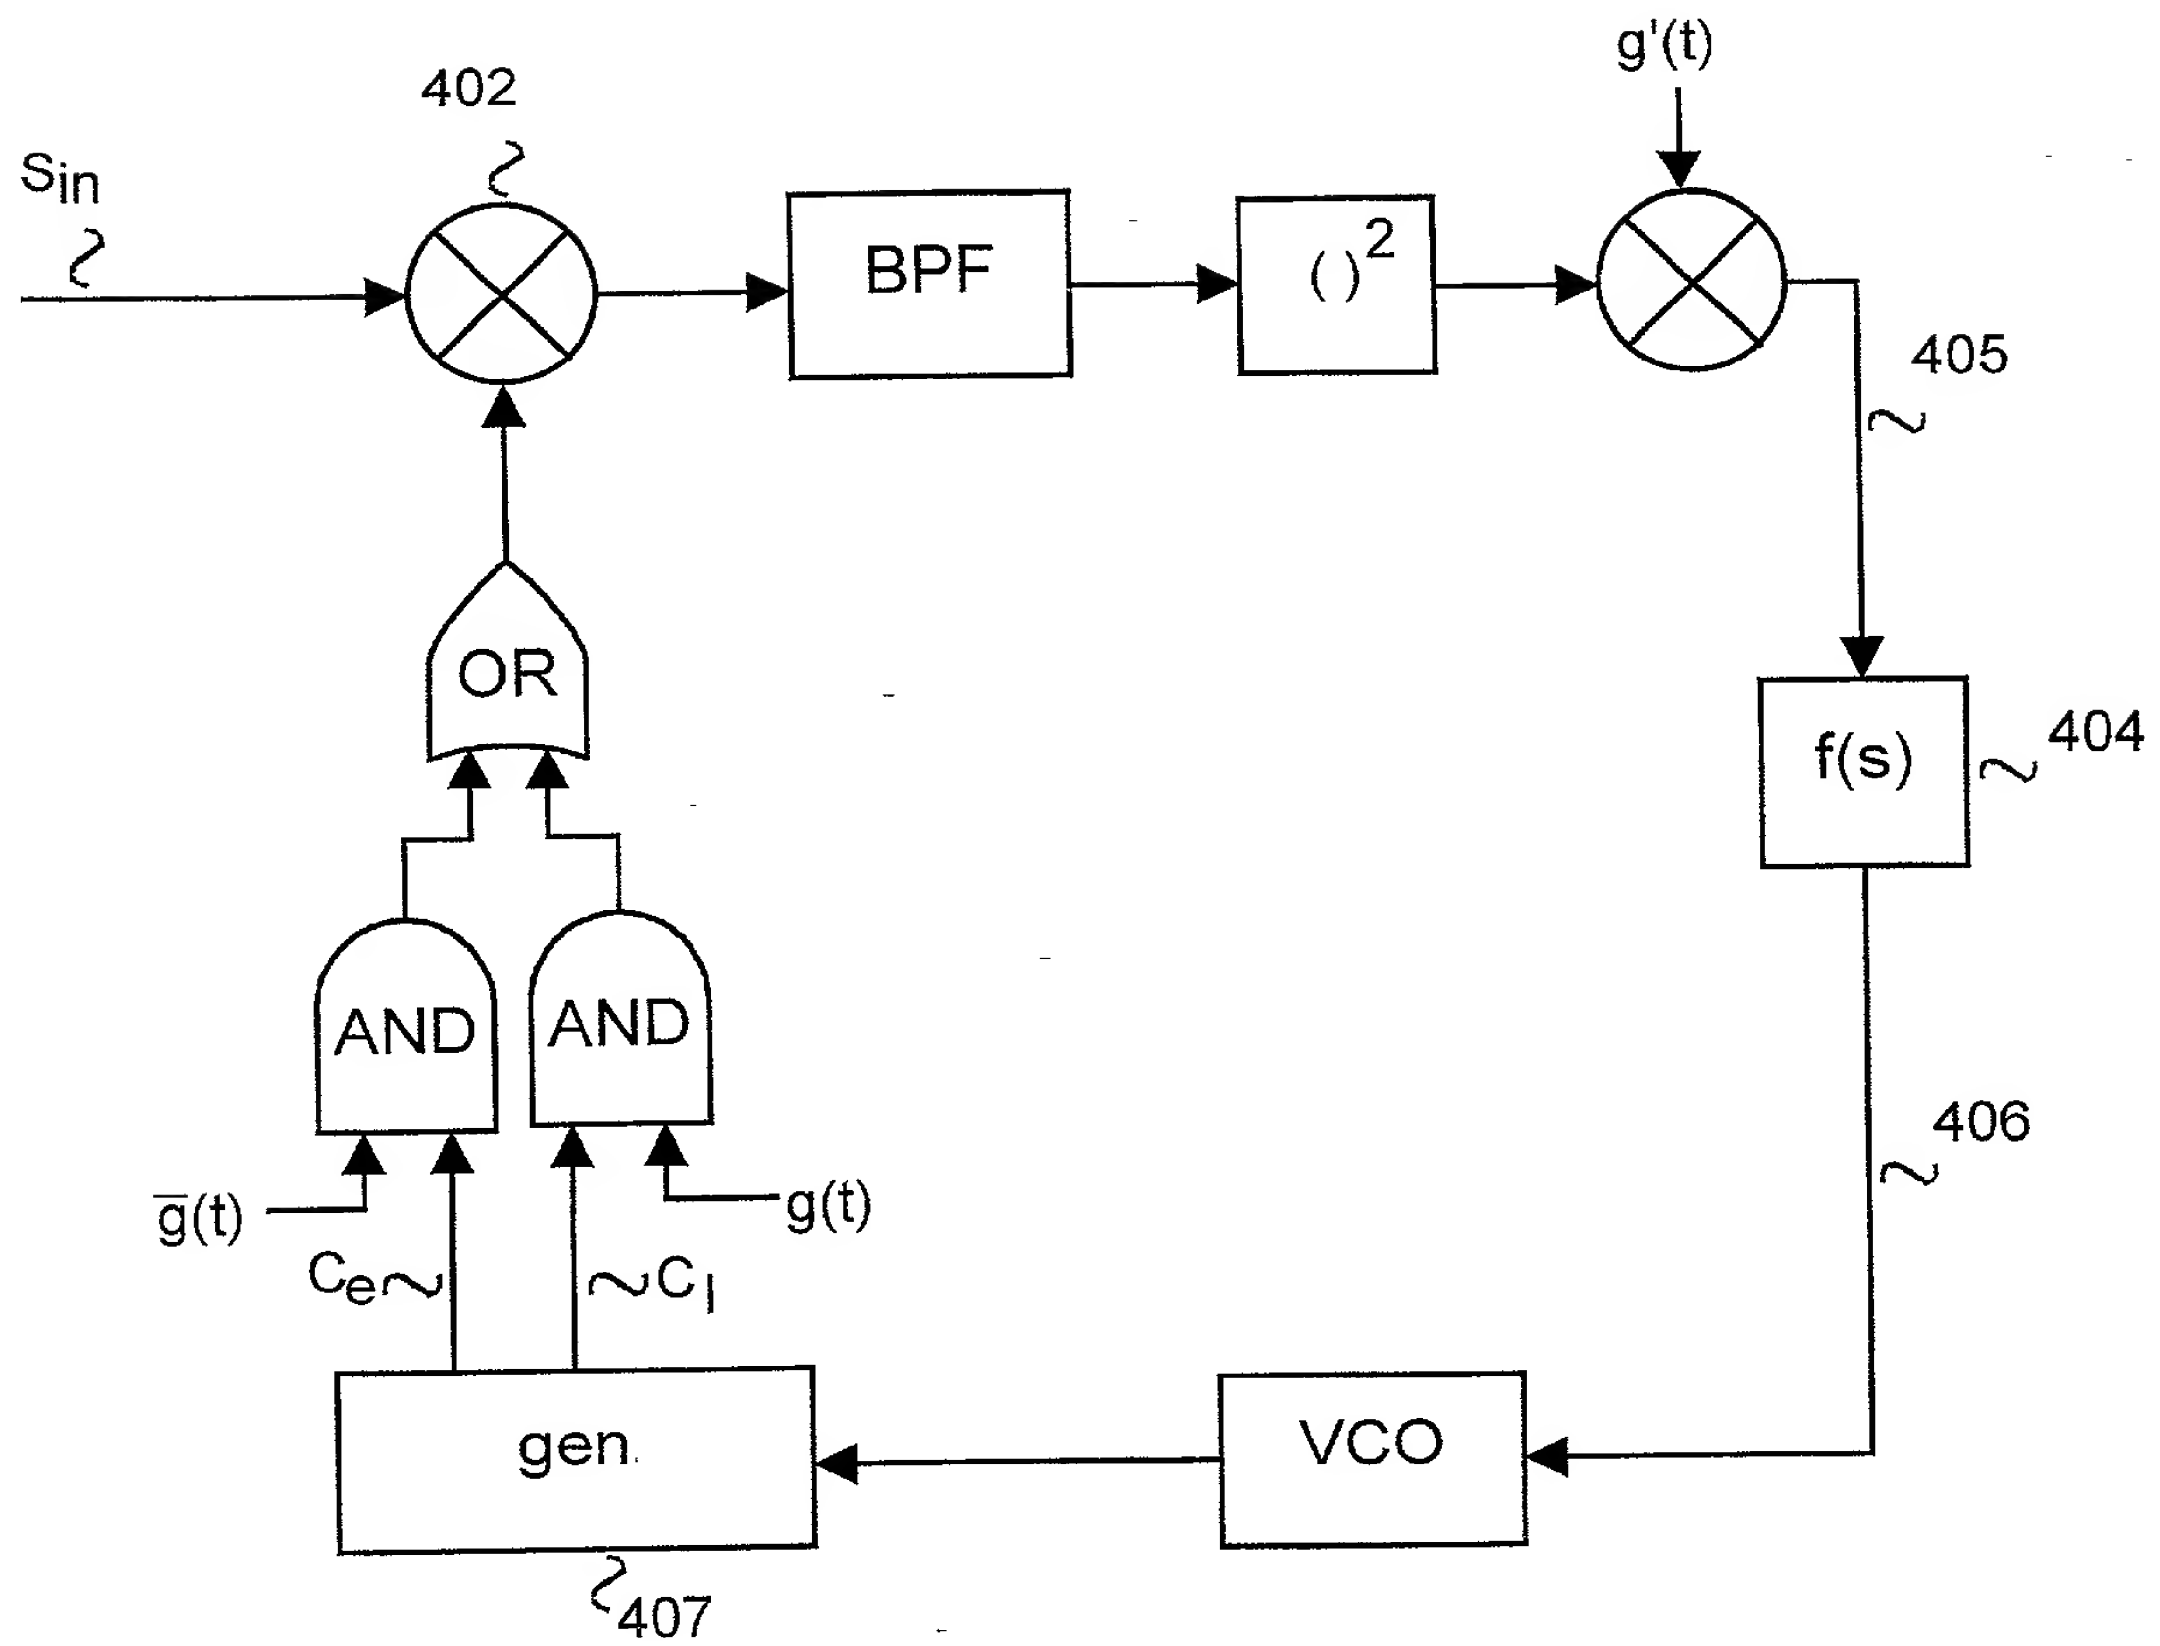 g'(t)
402
Sin
BPF
( )²
405
OR
f(s)
404
AND
AND
406
g̅(t)
g(t)
Ce
Cl
gen.
VCO
407